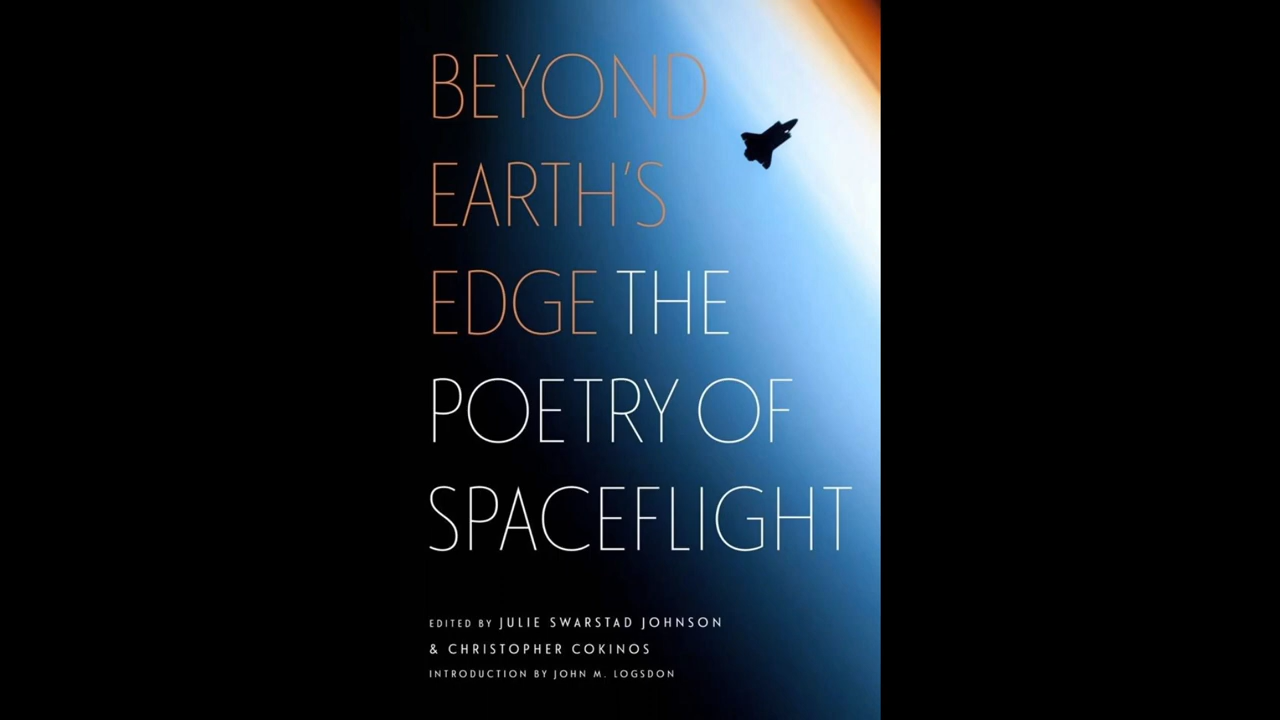 BEYOND
EARTH'S
EDGE THE
POETRY OF
SPACEFLIGHT
EDITED BY JULIE SWARSTAD JOHNSON
& CHRISTOPHER COKINOS
INTRODUCTION BY JOHN M. LOGSDON